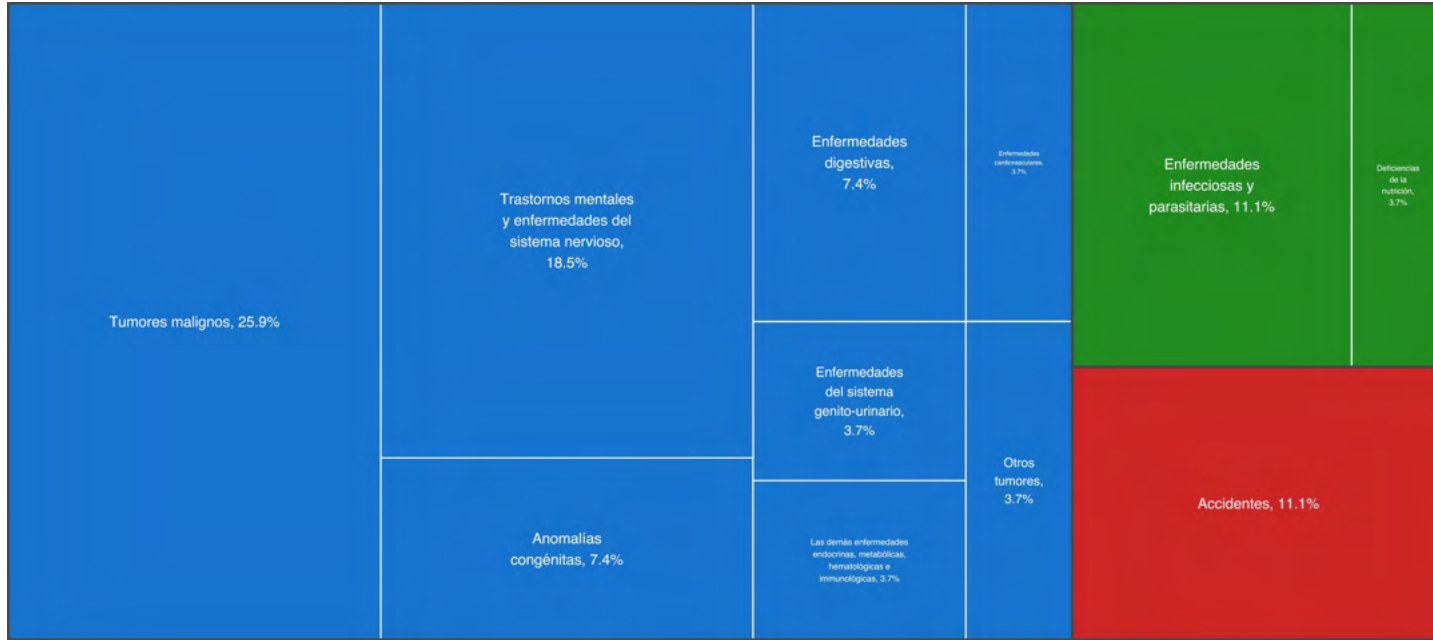 Tumores malignos, 25.9%
Trastornos mentales
y enfermedades del
sistema nervioso,
18.5%
Anomalías
congénitas, 7.4%
Enfermedades
digestivas,
7.4%
Enfermedades
cardiovasculares,
3.7%
Enfermedades
del sistema
genito-urinario,
3.7%
Las demás enfermedades
endocrinas, metabólicas,
hematológicas e
immunológicas, 3.7%
Otros
tumores,
3.7%
Enfermedades
infecciosas y
parasitarias, 11.1%
Deficiencias
de la
nutrición,
3.7%
Accidentes, 11.1%